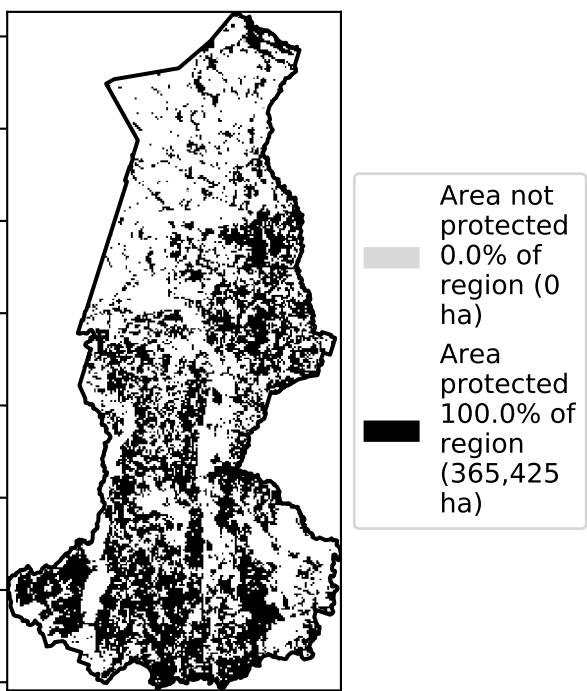 Area not
protected
0.0% of
region (0
ha)
Area
protected
100.0% of
region
(365,425
ha)